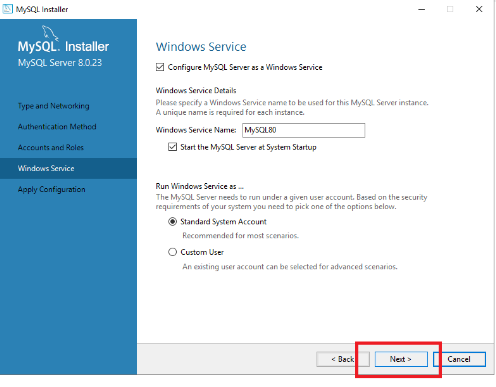 MySQL Installer
MySQL. Installer
MySQL Server 8.0.23
Type and Networking
Authentication Method
Accounts and Roles
Windows Service
Apply Configuration
Windows Service
Configure MySQL Server as a Windows Service
Windows Service Details
Please specify a Windows Service name to be used for this MySQL Server instance.
A unique name is required for each instance.
Windows Service Name: MySQL80
Start the MySQL Server at System Startup
Run Windows Service as ...
The MySQL Server needs to run under a given user account. Based on the security
requirements of your system you need to pick one of the options below.
Standard System Account
Recommended for most scenarios.
Custom User
An existing user account can be selected for advanced scenarios.
< Back Next > Cancel